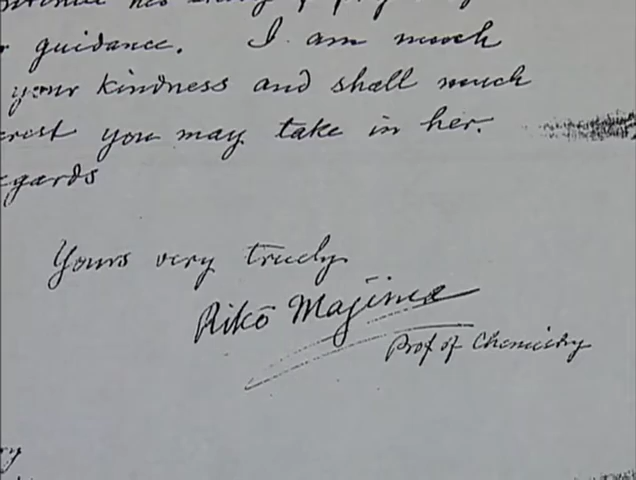 guidance. I am much
your kindness and shall much
you may take in her.
Yours very truly
Rikō Majima
Prof of Chemistry